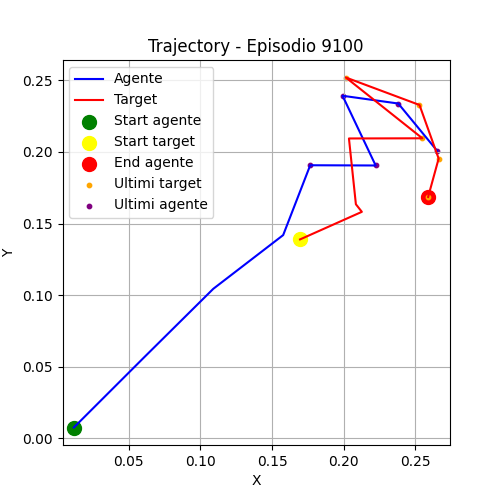 Trajectory - Episodio 9100
Agente
Target
Start agente
Start target
End agente
Ultimi target
Ultimi agente
0.25
0.20
0.15
0.10
0.05
0.00
Y
0.05
0.10
0.15
0.20
0.25
X